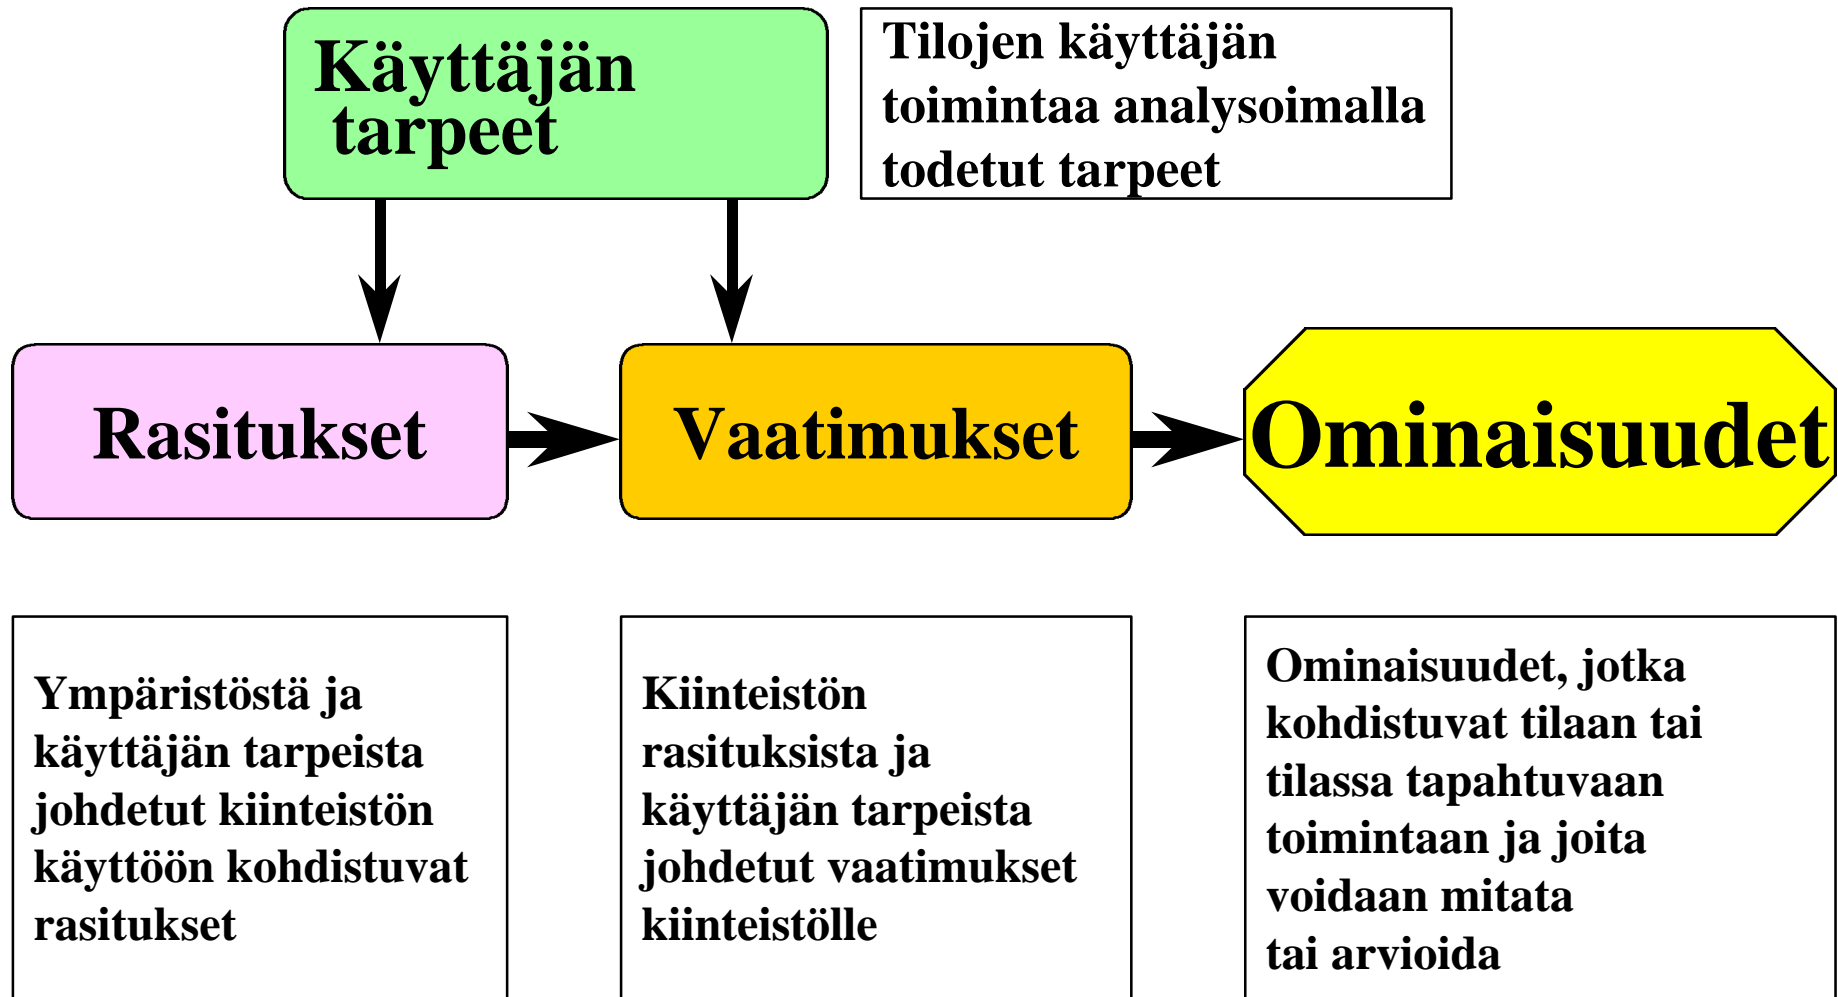 Käyttäjän
tarpeet
Tilojen käyttäjän
toimintaa analysoimalla
todetut tarpeet
Rasitukset
Vaatimukset
Ominaisuudet
Ympäristöstä ja
käyttäjän tarpeista
johdetut kiinteistön
käyttöön kohdistuvat
rasitukset
Kiinteistön
rasituksista ja
käyttäjän tarpeista
johdetut vaatimukset
kiinteistölle
Ominaisuudet, jotka
kohdistuvat tilaan tai
tilassa tapahtuvaan
toimintaan ja joita
voidaan mitata
tai arvioida